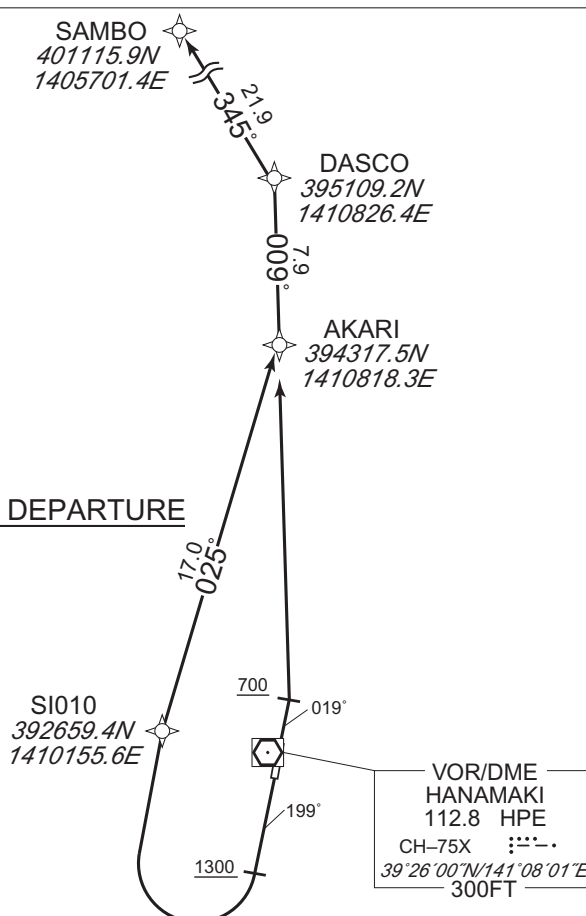 SAMBO
401115.9N
1405701.4E
21.9
345°
DASCO
395109.2N
1410826.4E
7.9
009°
AKARI
394317.5N
1410818.3E
DEPARTURE
17.0
025°
SI010
392659.4N
1410155.6E
700
019°
199°
1300
VOR/DME
HANAMAKI
112.8 HPE
CH–75X
39°26′00″N/141°08′01″E
300FT